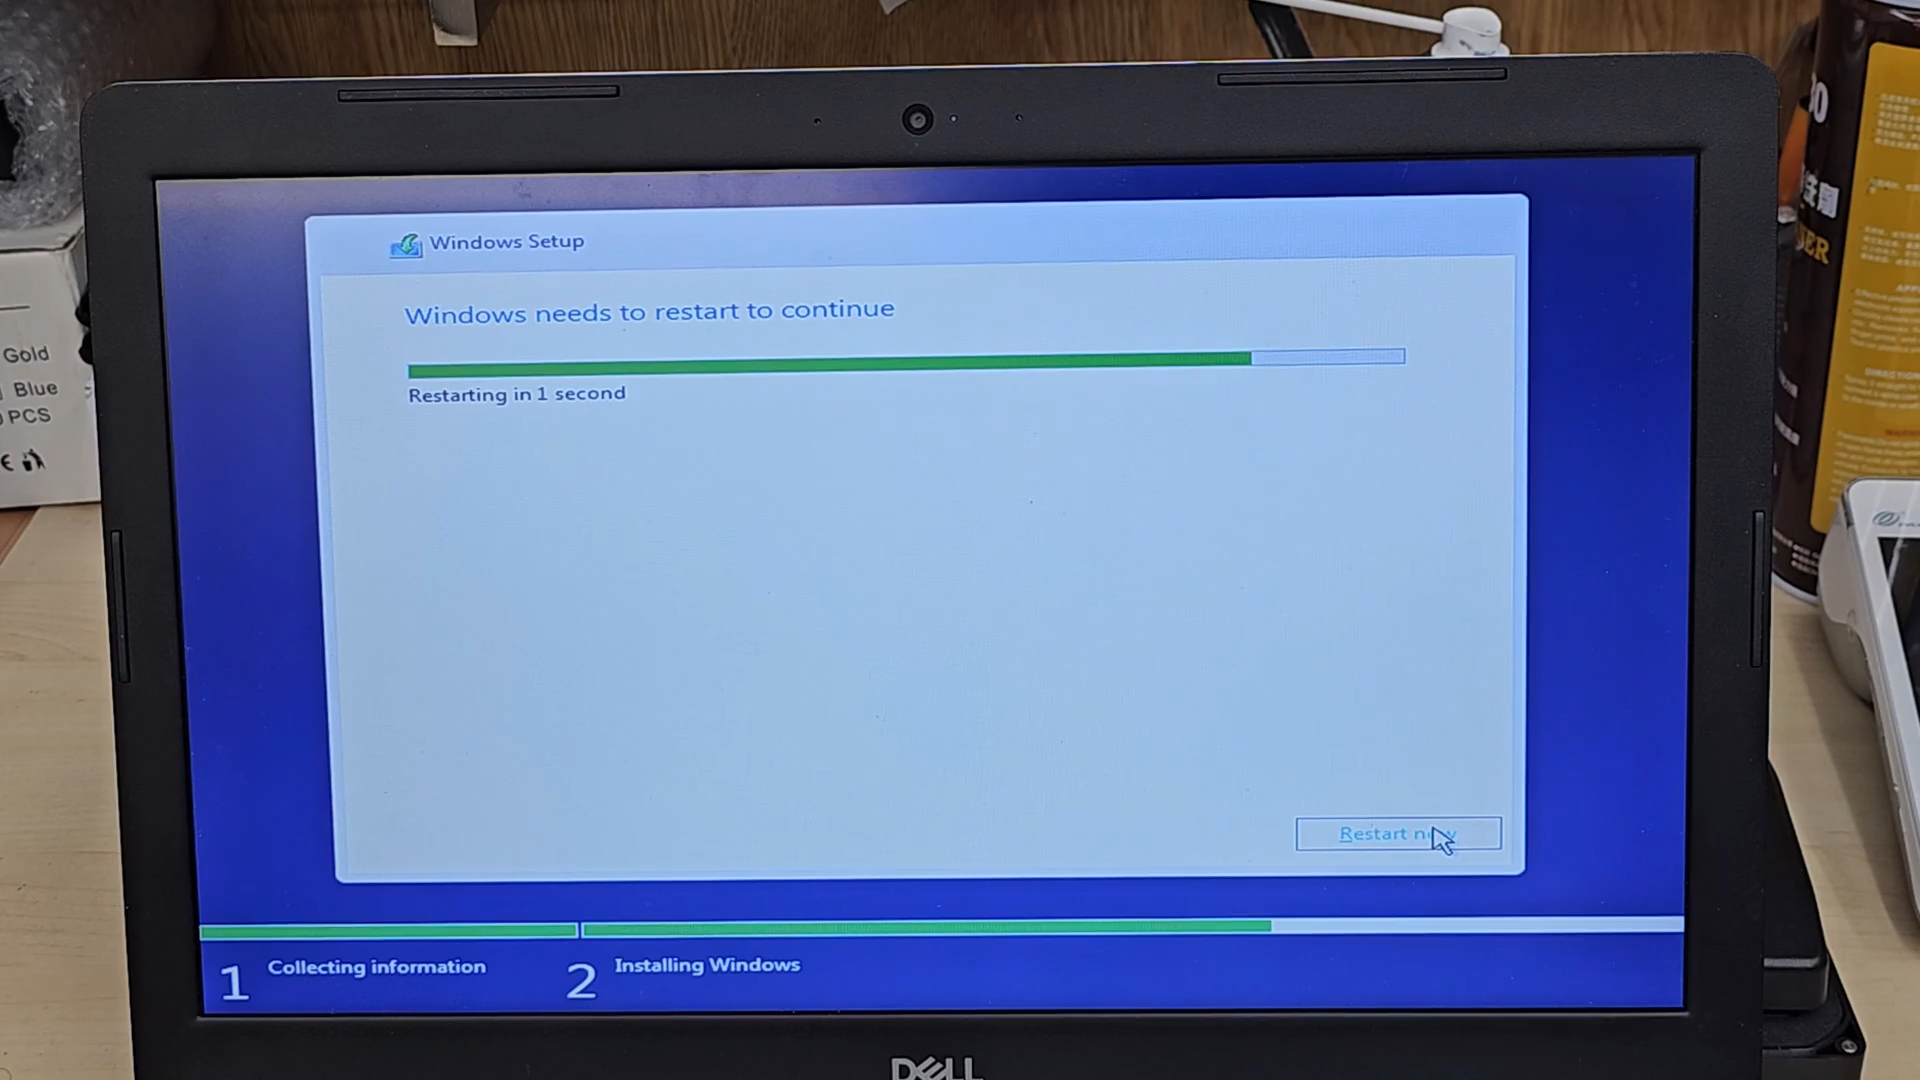 Windows Setup
Windows needs to restart to continue
Restarting in 1 second
Restart now
1 Collecting information
2 Installing Windows
DELL
Gold
Blue
PCS